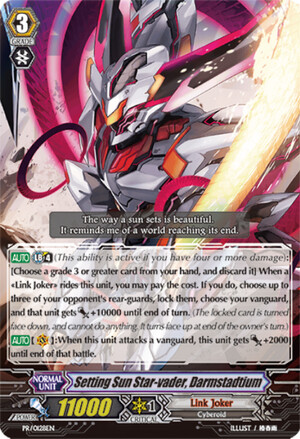 3
GRADE
The way a sun sets is beautiful.
It reminds me of a world reaching its end.
AUTO LB4 (This ability is active if you have four or more damage):
[Choose a grade 3 or greater card from your hand, and discard it] When a
«Link Joker» rides this unit, you may pay the cost. If you do, choose up to
three of your opponent's rear-guards, lock them, choose your vanguard,
and that unit gets +10000 until end of turn. (The locked card is turned
face down, and cannot do anything. It turns face up at the end of the owner's turn.)
AUTO [ ]:When this unit attacks a vanguard, this unit gets +2000
until end of that battle.
NORMAL
UNIT
Setting Sun Star-vader, Darmstadtium
POWER
11000
1
CRITICAL
Link Joker
Cyberoid
PR/0128EN
ILLUST / 椿春雨